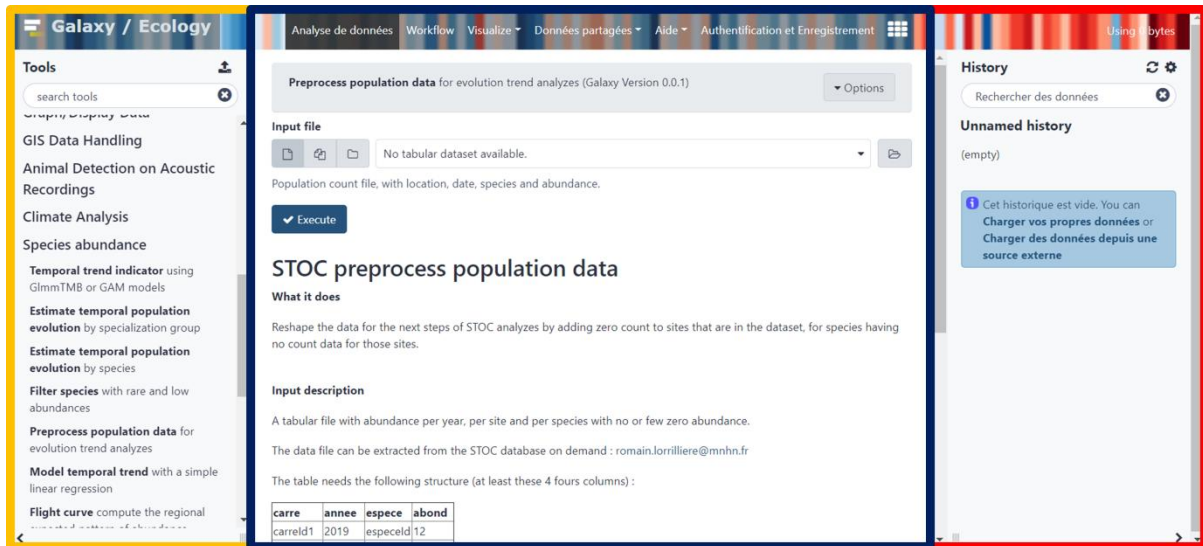 Galaxy / Ecology
Tools
search tools
Graph/Display Data
GIS Data Handling
Animal Detection on Acoustic
Recordings
Climate Analysis
Species abundance
Temporal trend indicator using
GlmmTMB or GAM models
Estimate temporal population
evolution by specialization group
Estimate temporal population
evolution by species
Filter species with rare and low
abundances
Preprocess population data for
evolution trend analyzes
Model temporal trend with a simple
linear regression
Flight curve compute the regional
Analyse de données Workflow Visualize Données partagées Aide Authentification et Enregistrement
Preprocess population data for evolution trend analyzes (Galaxy Version 0.0.1)
Options
Input file
No tabular dataset available.
Population count file, with location, date, species and abundance.
Execute
STOC preprocess population data
What it does
Reshape the data for the next steps of STOC analyzes by adding zero count to sites that are in the dataset, for species having
no count data for those sites.
Input description
A tabular file with abundance per year, per site and per species with no or few zero abundance.
The data file can be extracted from the STOC database on demand : romain.lorrilliere@mnhn.fr
The table needs the following structure (at least these 4 fours columns) :
carre annee espece abond
carreId1 2019 especeId 12
Using bytes
History
Rechercher des données
Unnamed history
(empty)
Cet historique est vide. You can
Charger vos propres données or
Charger des données depuis une
source externe